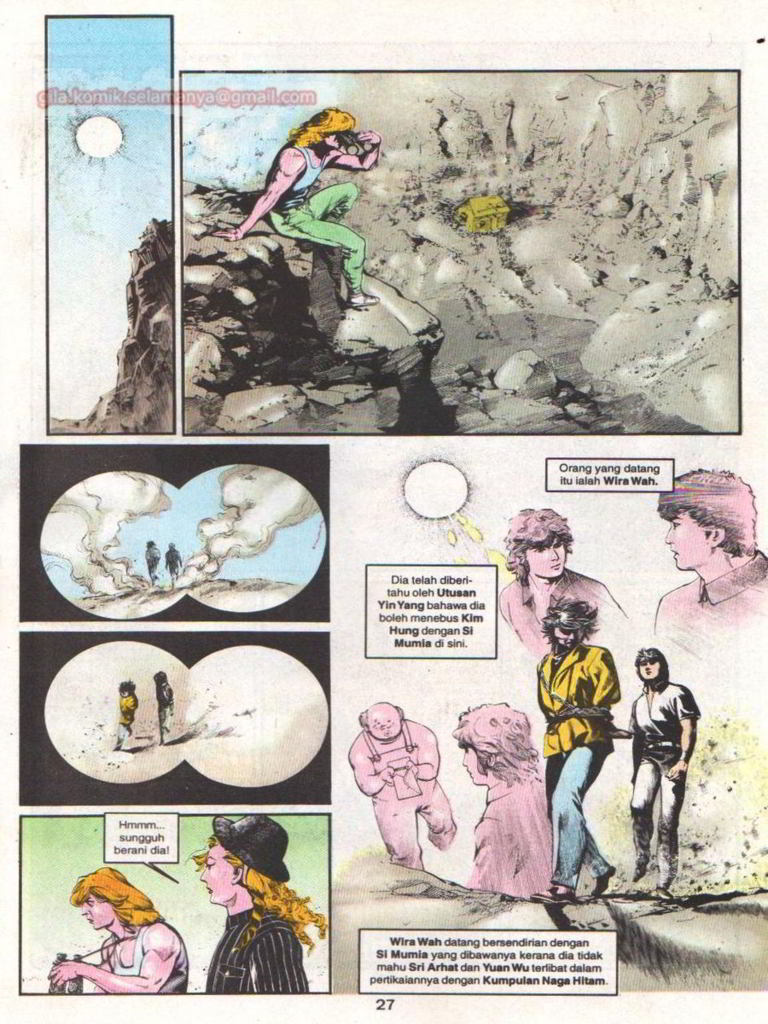 gila.komik.selamanya@gmail.com
Orang yang datang
itu ialah Wira Wah.
Dia telah diberi-
tahu oleh Utusan
Yin Yang bahawa dia
boleh menebus Kim
Hung dengan Si
Mumia di sini.
Hmmm...
sungguh
berani dia!
Wira Wah datang bersendirian dengan
Si Mumia yang dibawanya kerana dia tidak
mahu Sri Arhat dan Yuan Wu terlibat dalam
pertikaiannya dengan Kumpulan Naga Hitam.
27